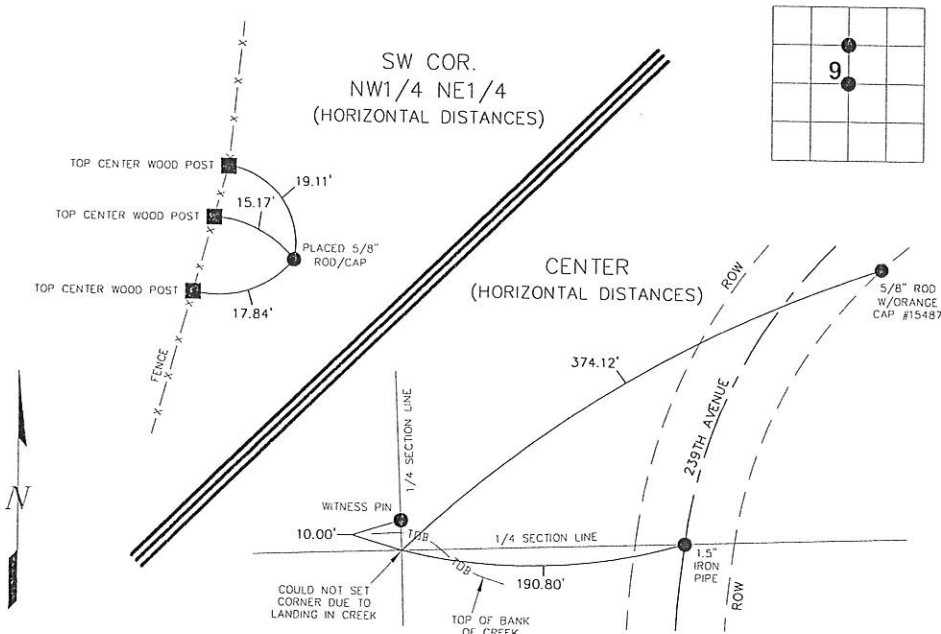 SW COR.
NW1/4 NE1/4
(HORIZONTAL DISTANCES)
9
TOP CENTER WOOD POST
19.11'
15.17'
TOP CENTER WOOD POST
PLACED 5/8"
ROD/CAP
TOP CENTER WOOD POST
17.84'
FENCE
CENTER
(HORIZONTAL DISTANCES)
ROW
5/8" ROD
W/ORANGE
CAP #15487
374.12'
239TH AVENUE
1/4 SECTION LINE
N
WITNESS PIN
10.00'
TOB
1/4 SECTION LINE
TOB
1.5"
IRON
PIPE
190.80'
ROW
COULD NOT SET
CORNER DUE TO
LANDING IN CREEK
TOP OF BANK
OF CREEK